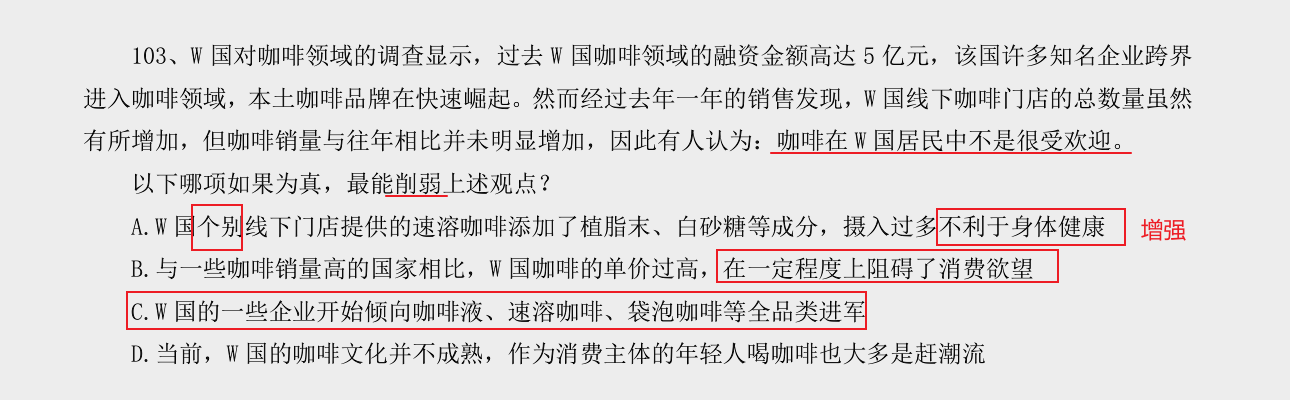 103、W 国对咖啡领域的调查显示，过去 W 国咖啡领域的融资金额高达 5 亿元，该国许多知名企业跨界
进入咖啡领域，本土咖啡品牌在快速崛起。然而经过去年一年的销售发现，W 国线下咖啡门店的总数量虽然
有所增加，但咖啡销量与往年相比并未明显增加，因此有人认为：咖啡在 W 国居民中不是很受欢迎。
以下哪项如果为真，最能削弱上述观点？
A.W 国个别线下门店提供的速溶咖啡添加了植脂末、白砂糖等成分，摄入过多不利于身体健康 增强
B.与一些咖啡销量高的国家相比，W 国咖啡的单价过高，在一定程度上阻碍了消费欲望
C.W 国的一些企业开始倾向咖啡液、速溶咖啡、袋泡咖啡等全品类进军
D.当前，W 国的咖啡文化并不成熟，作为消费主体的年轻人喝咖啡也大多是赶潮流